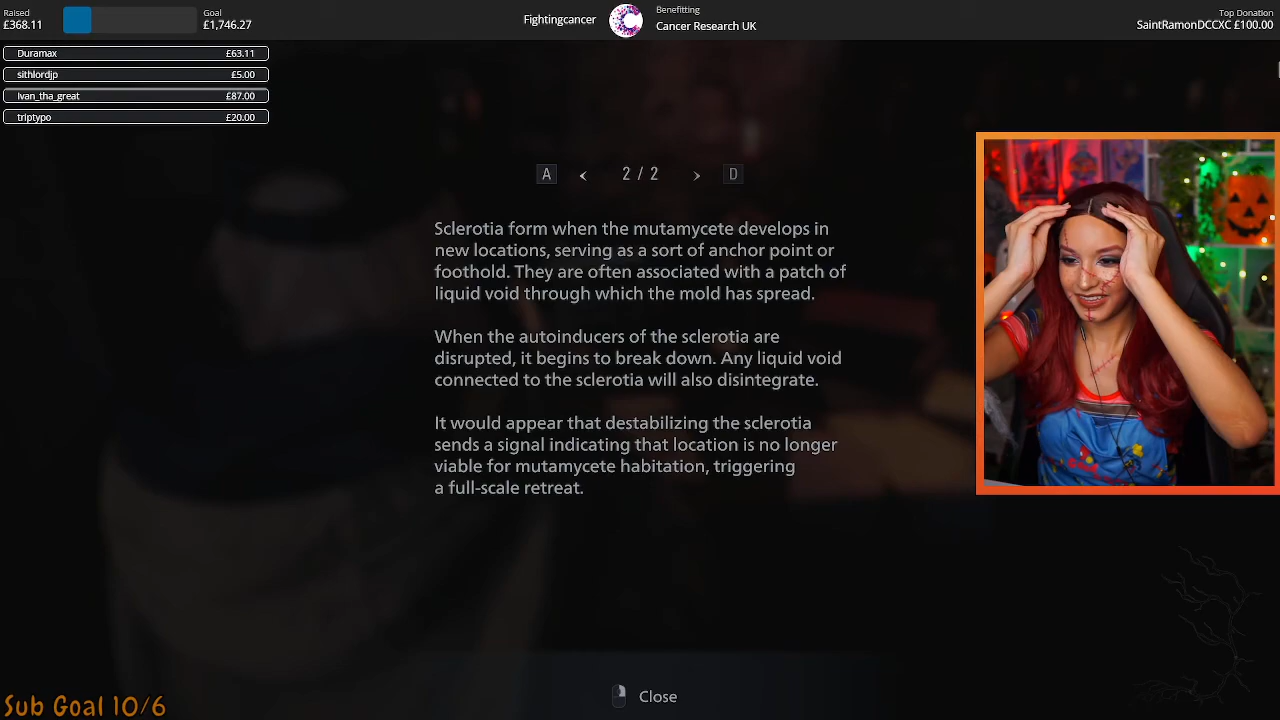 Raised
£368.11
Goal
£1,746.27
Fightingcancer
Benefitting
Cancer Research UK
Top Donation
SaintRamonDCCXC £100.00
Duramax £63.11
sithlordjp £5.00
Ivan_tha_great £87.00
triptypo £20.00
A < 2 / 2 > D
Sclerotia form when the mutamycete develops in
new locations, serving as a sort of anchor point or
foothold. They are often associated with a patch of
liquid void through which the mold has spread.
When the autoinducers of the sclerotia are
disrupted, it begins to break down. Any liquid void
connected to the sclerotia will also disintegrate.
It would appear that destabilizing the sclerotia
sends a signal indicating that location is no longer
viable for mutamycete habitation, triggering
a full-scale retreat.
Close
Sub Goal 10/6